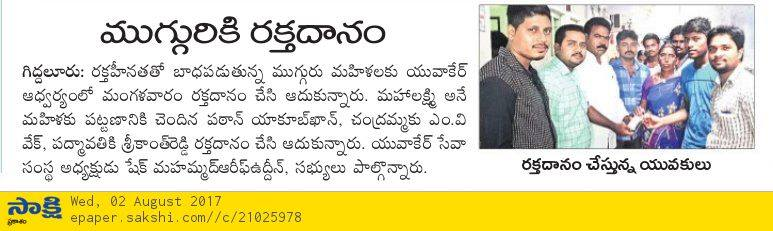 ముగ్గురికి రక్తదానం
గిద్దలూరు: రక్తహీనతతో బాధపడుతున్న ముగ్గురు మహిళలకు యువాకేర్
ఆధ్వర్యంలో మంగళవారం రక్తదానం చేసి ఆదుకున్నారు. మహాలక్ష్మి అనే
మహిళకు పట్టణానికి చెందిన పఠాన్ యాకూబ్‌ఖాన్, చంద్రమ్మకు ఎం.వి
వేక్, పద్మావతికి శ్రీకాంత్‌రెడ్డి రక్తదానం చేసి ఆదుకున్నారు. యువాకేర్ సేవా
సంస్థ అధ్యక్షుడు షేక్ మహమ్మద్‌ఆరీఫ్‌ఉద్దీన్, సభ్యులు పాల్గొన్నారు.
రక్తదానం చేస్తున్న యువకులు
సాక్షి
ప్రకాశం
Wed, 02 August 2017
epaper.sakshi.com//c/21025978